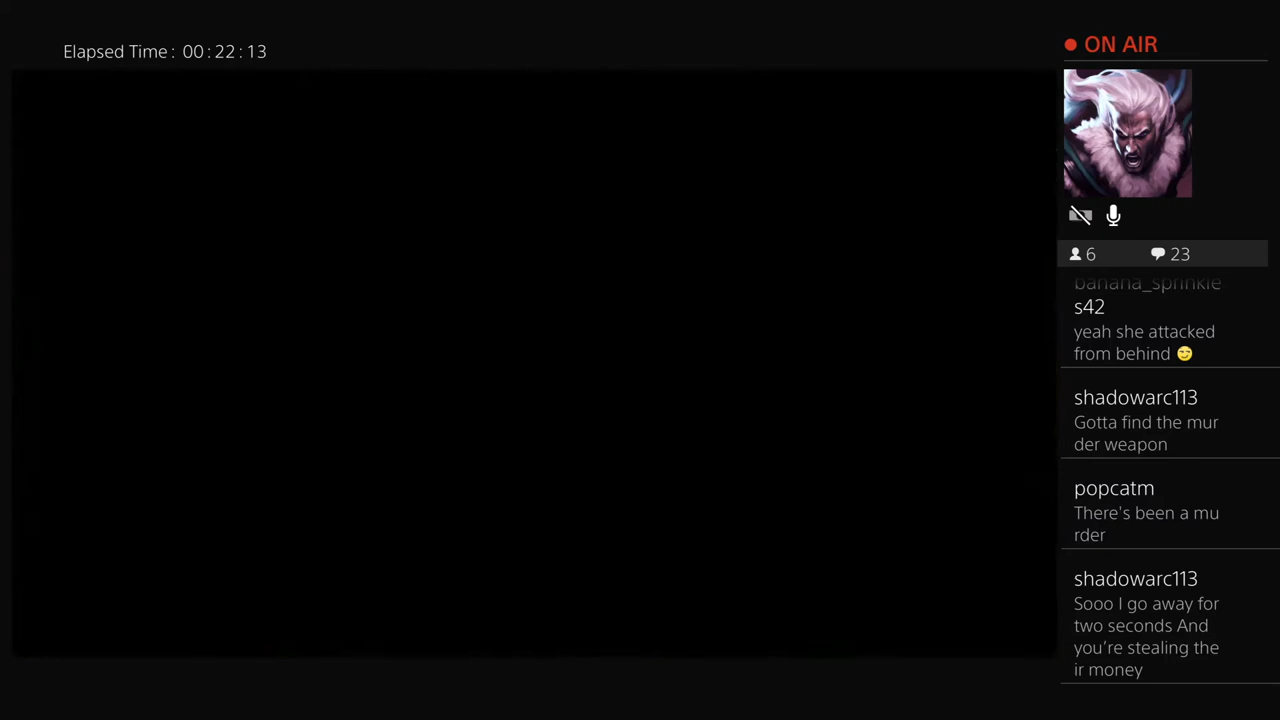 Elapsed Time: 00:22:13
ON AIR
6 23
banana_sprinkle
s42
yeah she attacked
from behind 😏
shadowarc113
Gotta find the mur
der weapon
popcatm
There's been a mu
rder
shadowarc113
Sooo I go away for
two seconds And
you’re stealing the
ir money